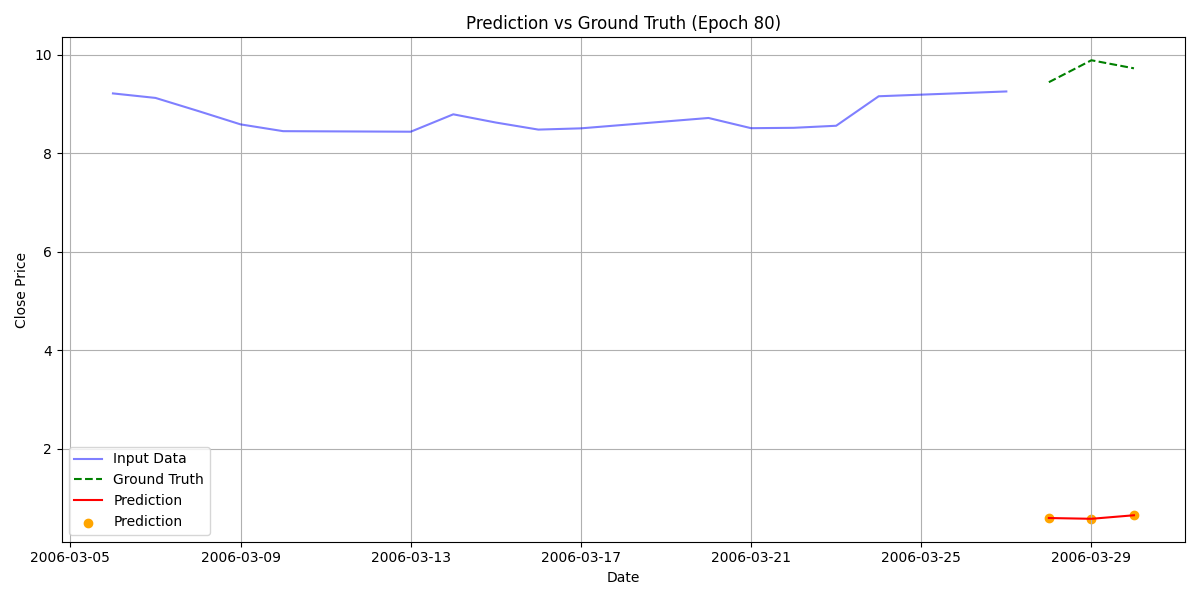 Prediction vs Ground Truth (Epoch 80)
Close Price
10
8
6
4
2
Input Data
Ground Truth
Prediction
Prediction
2006-03-05 2006-03-09 2006-03-13 2006-03-17 2006-03-21 2006-03-25 2006-03-29
Date